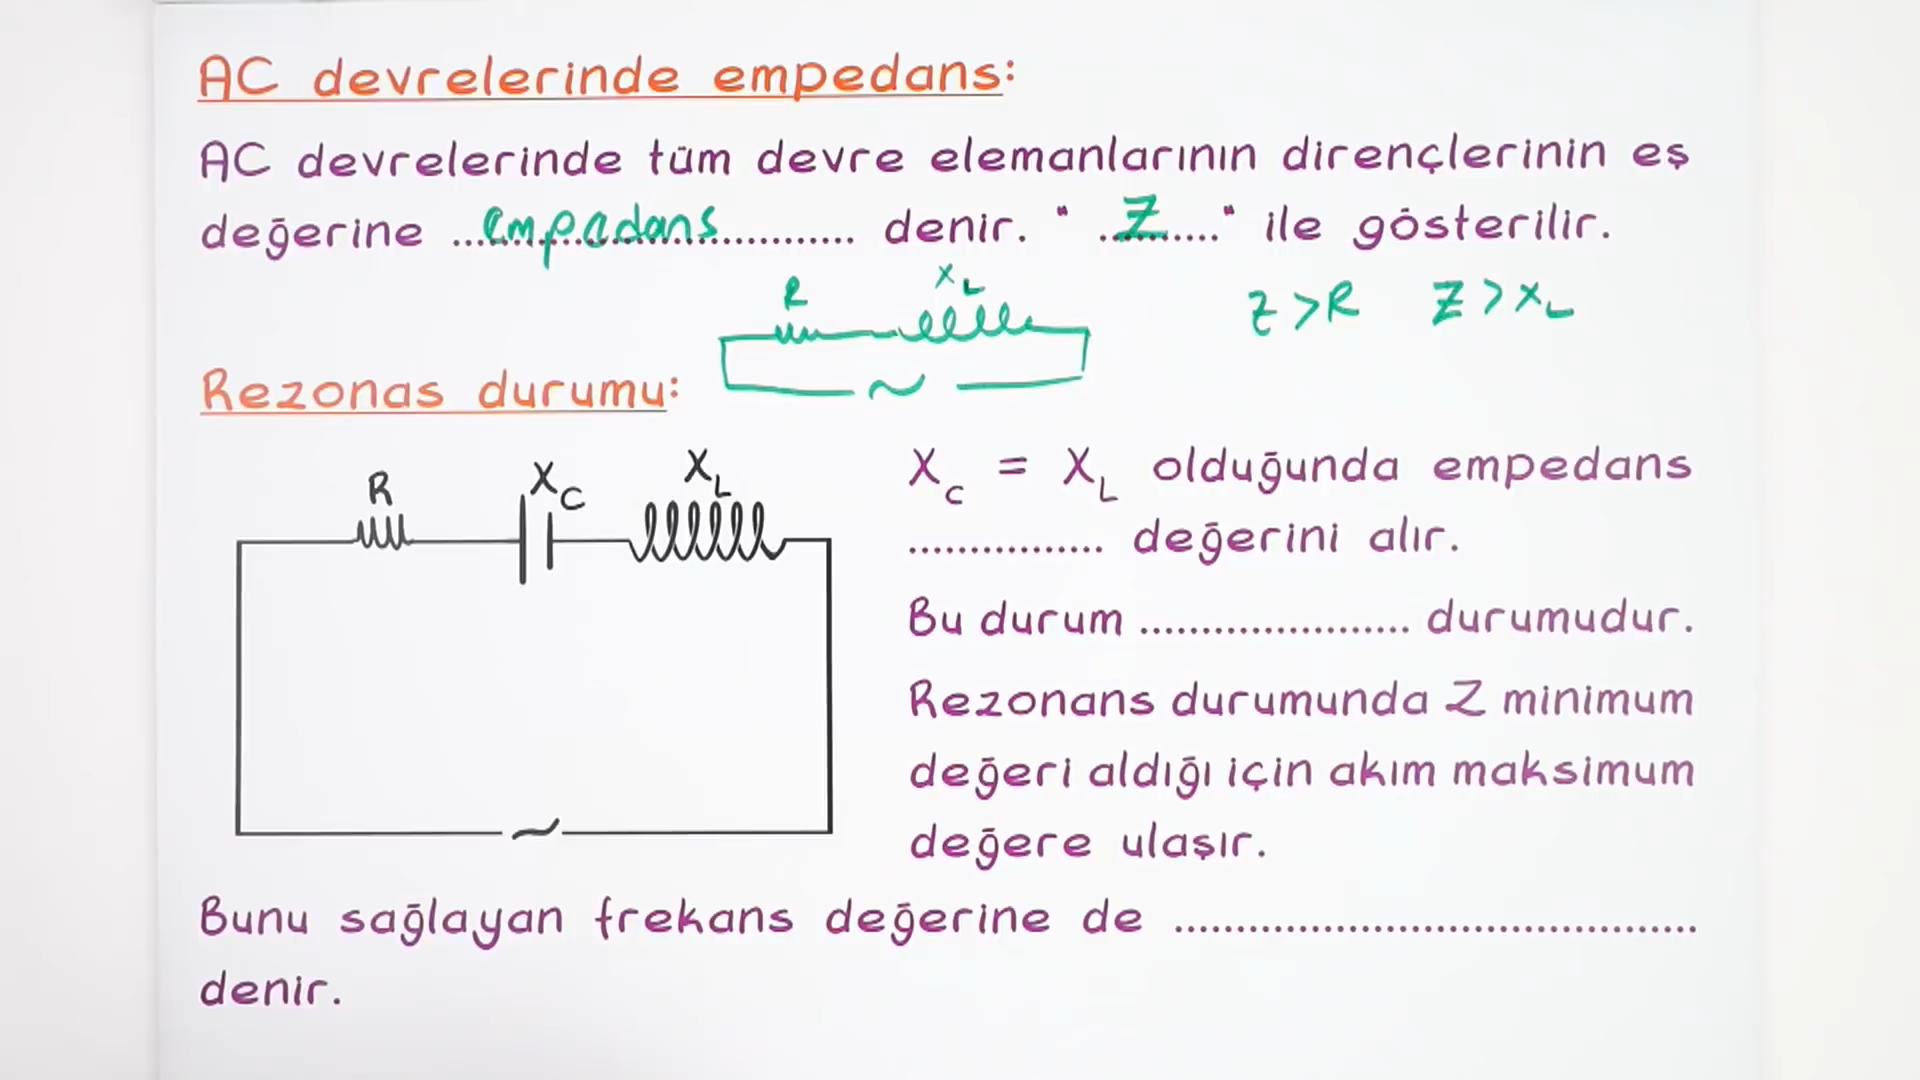 AC devrelerinde empedans:
AC devrelerinde tüm devre elemanlarının dirençlerinin eş
değerine ...empedans................ denir. " ...Z..." ile gösterilir.
R XL
Z > R Z > XL
~
Rezonas durumu:
R XC XL
~
XC = XL olduğunda empedans
................ değerini alır.
Bu durum ...................... durumudur.
Rezonans durumunda Z minimum
değeri aldığı için akım maksimum
değere ulaşır.
Bunu sağlayan frekans değerine de ...........................................
denir.